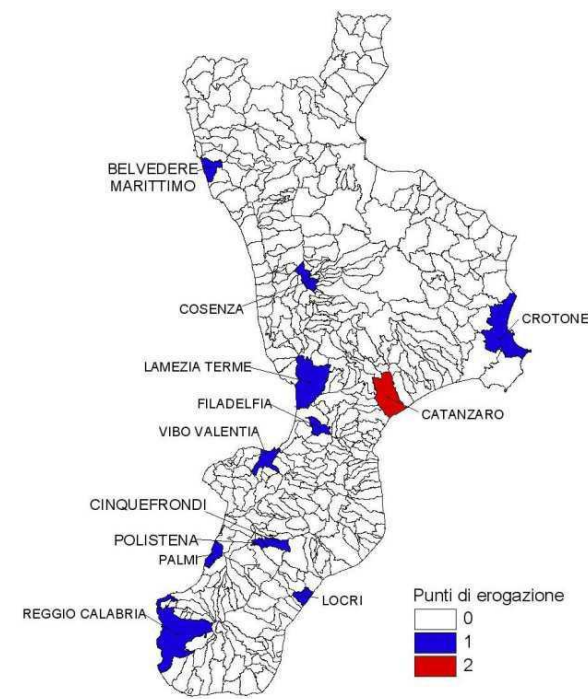 BELVEDERE
MARITTIMO
COSENZA
CROTONE
LAMEZIA TERME
FILADELFIA
CATANZARO
VIBO VALENTIA
CINQUEFRONDI
POLISTENA
PALMI
LOCRI
REGGIO CALABRIA
Punti di erogazione
0
1
2